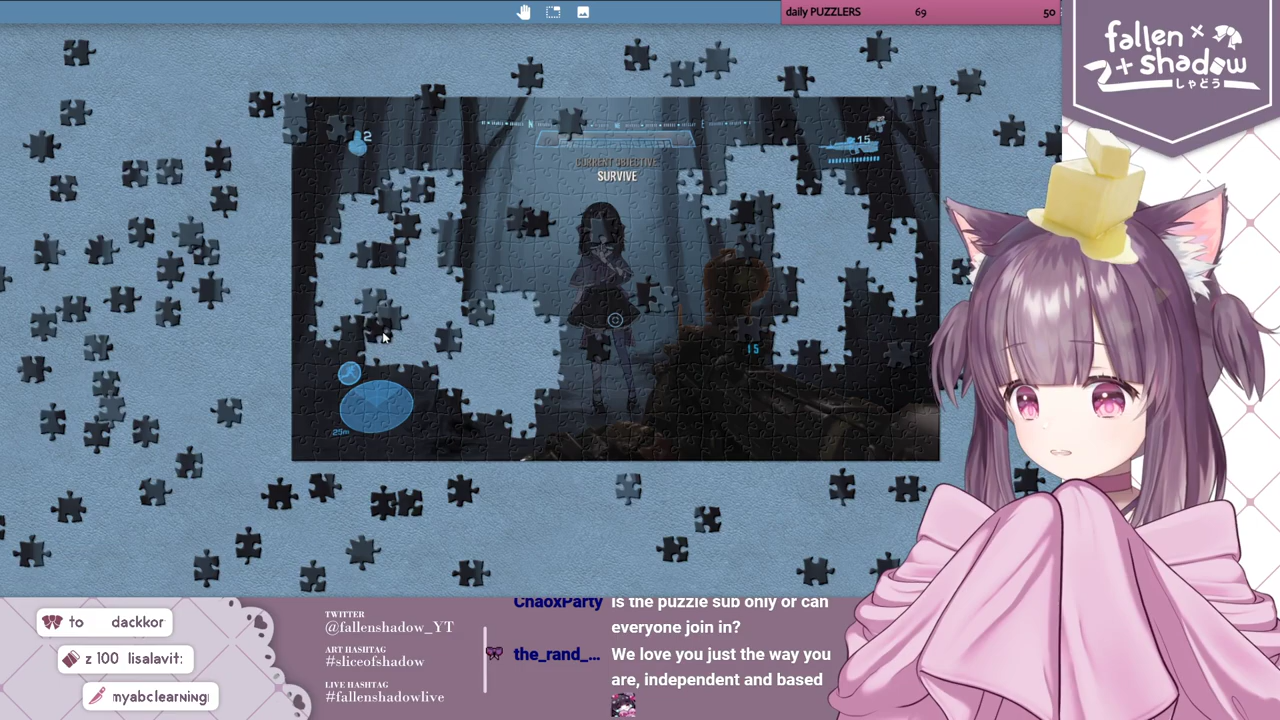 daily PUZZLERS 69 50
fallen × shadow
しゃどう
2
15
CURRENT OBJECTIVE
SURVIVE
15
25m
to dackkor
z 100 lisalavit:
myabclearning
TWITTER
@fallenshadow_YT
ART HASHTAG
#sliceofshadow
LIVE HASHTAG
#fallenshadowlive
ChaoxParty is the puzzle sub only or can
everyone join in?
the_rand_... We love you just the way you
are, independent and based